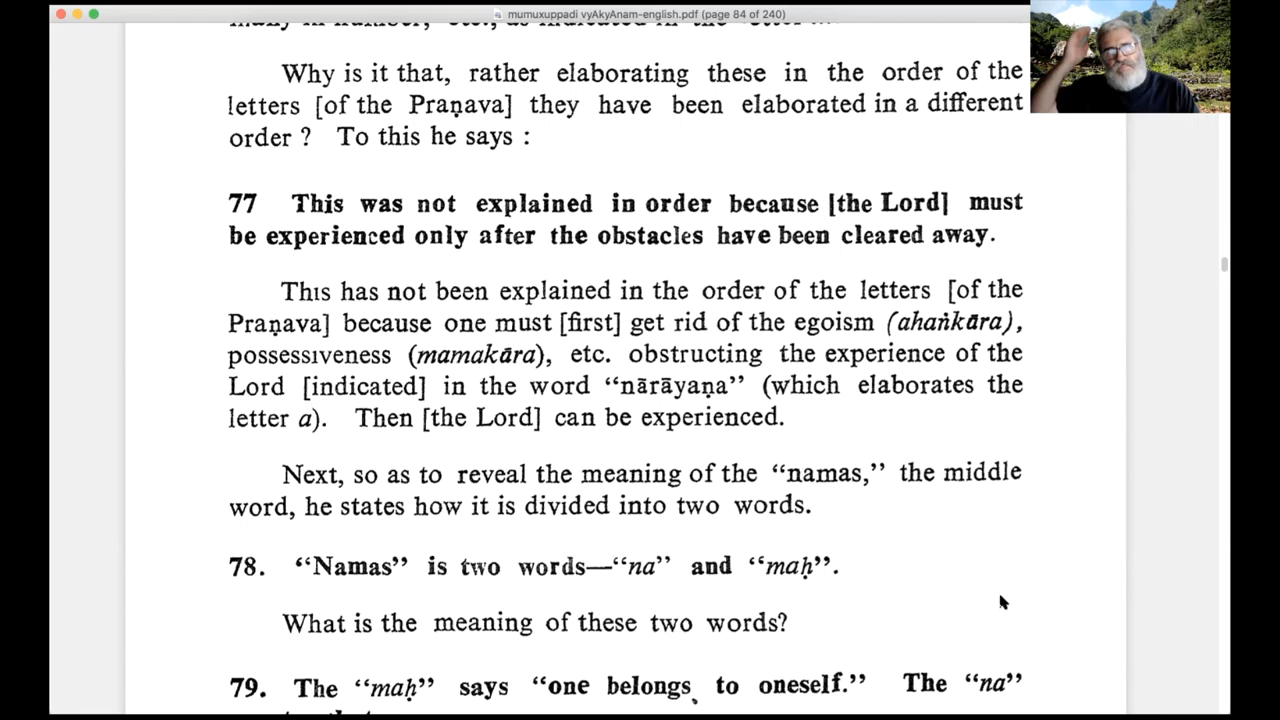 mumuxuppadi vyAkyAnam-english.pdf (page 84 of 240)
Why is it that, rather elaborating these in the order of the
letters [of the Praṇava] they have been elaborated in a different
order ? To this he says :
77 This was not explained in order because [the Lord] must
be experienced only after the obstacles have been cleared away.
This has not been explained in the order of the letters [of the
Praṇava] because one must [first] get rid of the egoism (ahaṅkāra),
possessiveness (mamakāra), etc. obstructing the experience of the
Lord [indicated] in the word “nārāyaṇa” (which elaborates the
letter a). Then [the Lord] can be experienced.
Next, so as to reveal the meaning of the “namas,” the middle
word, he states how it is divided into two words.
78. “Namas” is two words—“na” and “maḥ”.
What is the meaning of these two words?
79. The “maḥ” says “one belongs to oneself.” The “na”